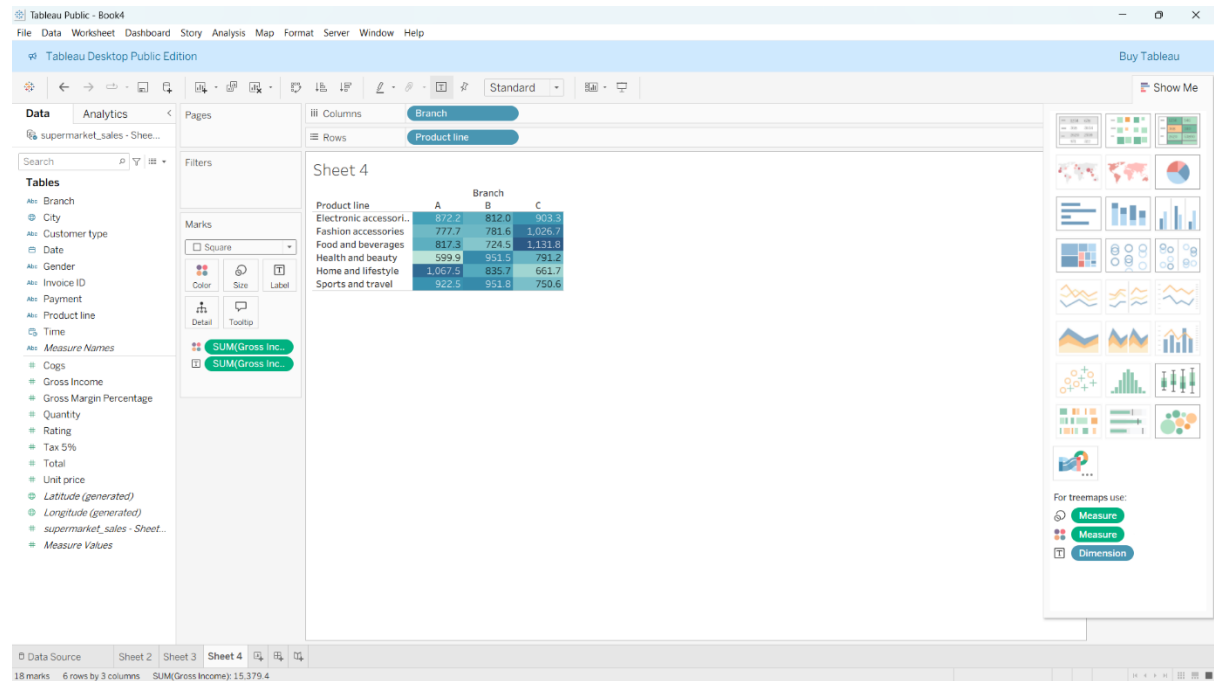 Tableau Public - Book4
File Data Worksheet Dashboard Story Analysis Map Format Server Window Help
Tableau Desktop Public Edition
Buy Tableau
Standard
Show Me
Data Analytics
supermarket_sales - Shee...
Search
Tables
Abc Branch
City
Abc Customer type
Date
Abc Gender
Abc Invoice ID
Abc Payment
Abc Product line
Time
Abc Measure Names
# Cogs
# Gross Income
# Gross Margin Percentage
# Quantity
# Rating
# Tax 5%
# Total
# Unit price
Latitude (generated)
Longitude (generated)
# supermarket_sales - Sheet...
# Measure Values
Pages
Filters
Marks
Square
Color Size Label
Detail Tooltip
SUM(Gross Inc..
SUM(Gross Inc..
Columns Branch
Rows Product line
Sheet 4
Branch
Product line A B C
Electronic accessori.. 872.2 812.0 903.3
Fashion accessories 777.7 781.6 1,026.7
Food and beverages 817.3 724.5 1,131.8
Health and beauty 599.9 951.5 791.2
Home and lifestyle 1,067.5 835.7 661.7
Sports and travel 922.5 951.8 750.6
For treemaps use:
Measure
Measure
Dimension
Data Source Sheet 2 Sheet 3 Sheet 4
18 marks 6 rows by 3 columns SUM(Gross Income): 15,379.4